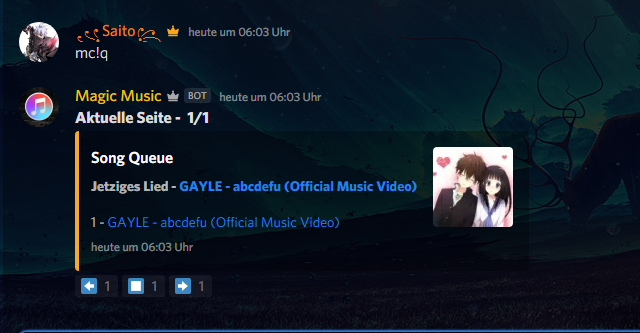 Saito heute um 06:03 Uhr
mc!q
Magic Music BOT heute um 06:03 Uhr
Aktuelle Seite - 1/1
Song Queue
Jetziges Lied - GAYLE - abcdefu (Official Music Video)
1 - GAYLE - abcdefu (Official Music Video)
heute um 06:03 Uhr
1 1 1